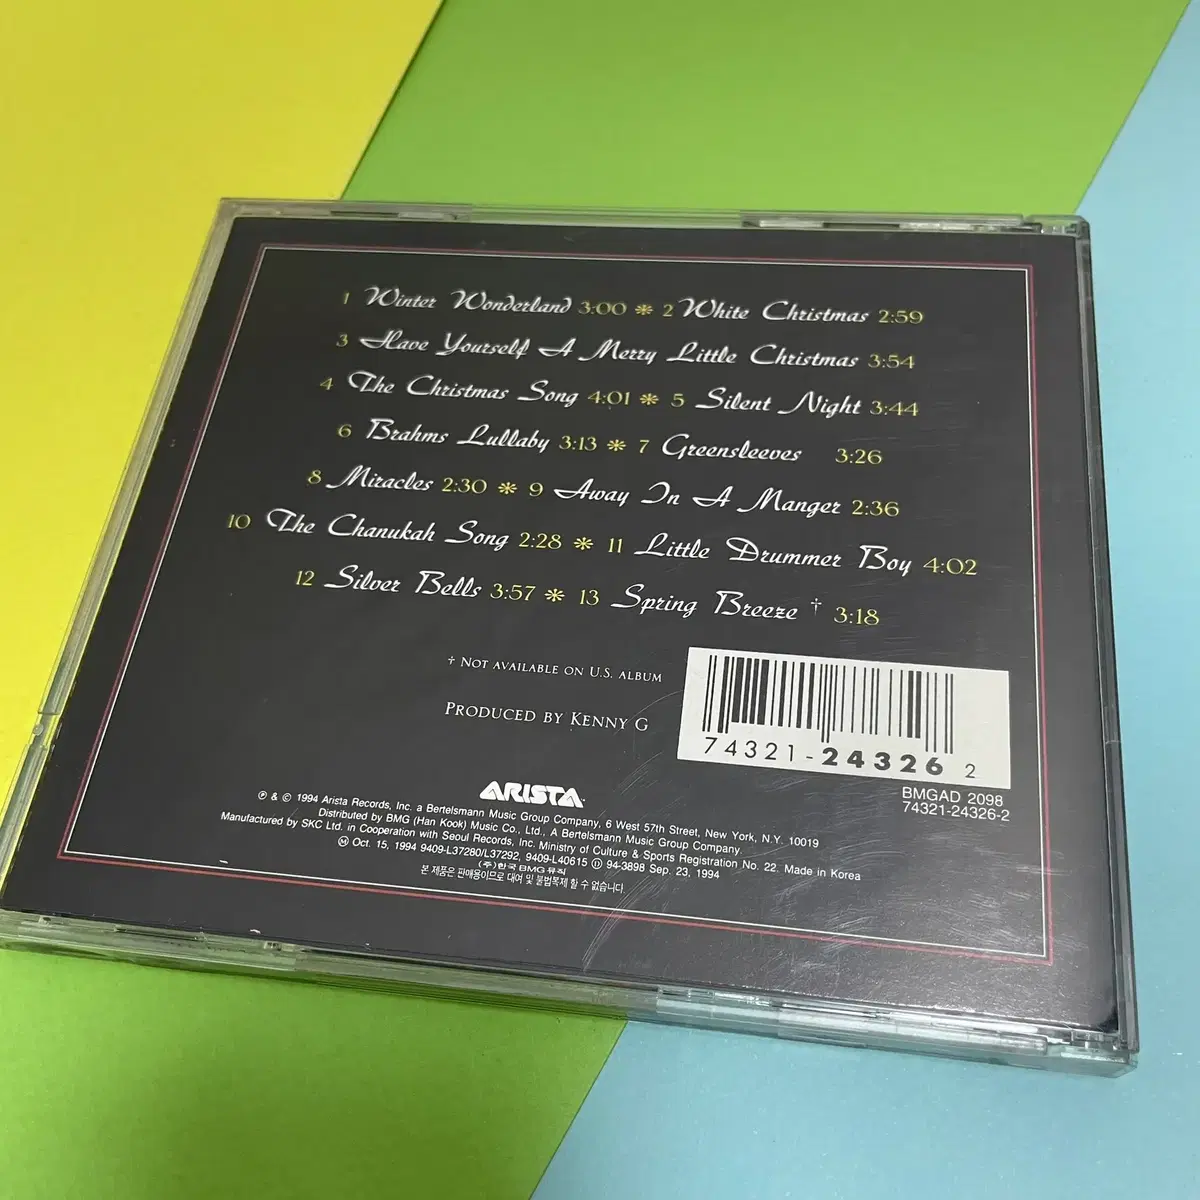 1 Winter Wonderland 3:00 ❊ 2 White Christmas 2:59
3 Have Yourself A Merry Little Christmas 3:54
4 The Christmas Song 4:01 ❊ 5 Silent Night 3:44
6 Brahms Lullaby 3:13 ❊ 7 Greensleeves 3:26
8 Miracles 2:30 ❊ 9 Away In A Manger 2:36
10 The Chanukah Song 2:28 ❊ 11 Little Drummer Boy 4:02
12 Silver Bells 3:57 ❊ 13 Spring Breeze † 3:18
† NOT AVAILABLE ON U.S. ALBUM
PRODUCED BY KENNY G
74321-24326 2
BMGAD 2098
74321-24326-2
ARISTA
℗ & © 1994 Arista Records, Inc. a Bertelsmann Music Group Company, 6 West 57th Street, New York, N.Y. 10019
Distributed by BMG (Han Kook) Music Co., Ltd., A Bertelsmann Music Group Company.
Manufactured by SKC Ltd. in Cooperation with Seoul Records, Inc. Ministry of Culture & Sports Registration No. 22. Made in Korea
Ⓜ Oct. 15, 1994 9409-L37280/L37292, 9409-L40615 Ⓓ 94-3898 Sep. 23, 1994
(주)한국 BMG 뮤직
본 제품은 판매용이므로 대여 및 불법복제 할 수 없습니다.